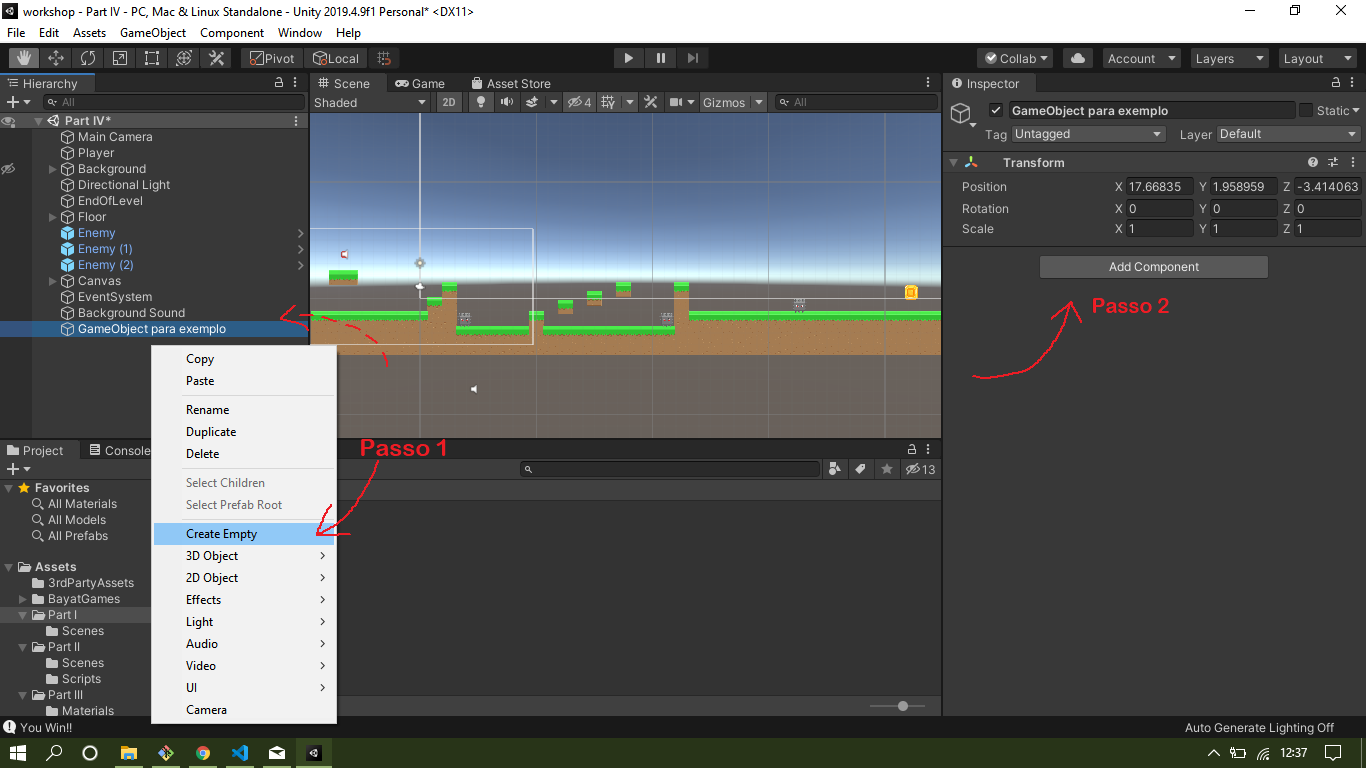 workshop - Part IV - PC, Mac & Linux Standalone - Unity 2019.4.9f1 Personal* <DX11>
File Edit Assets GameObject Component Window Help
Pivot Local Collab Account Layers Layout
Hierarchy
All
Part IV*
Main Camera
Player
Background
Directional Light
EndOfLevel
Floor
Enemy
Enemy (1)
Enemy (2)
Canvas
EventSystem
Background Sound
GameObject para exemplo
Scene Game Asset Store
Shaded 2D 4 Gizmos All
Inspector
GameObject para exemplo Static
Tag Untagged Layer Default
Transform
Position X 17.66835 Y 1.958959 Z -3.414063
Rotation X 0 Y 0 Z 0
Scale X 1 Y 1 Z 1
Add Component
Passo 2
Copy
Paste
Rename
Duplicate
Delete
Select Children
Select Prefab Root
Create Empty
3D Object
2D Object
Effects
Light
Audio
Video
UI
Camera
Passo 1
Project Console
13
Favorites
All Materials
All Models
All Prefabs
Assets
3rdPartyAssets
BayatGames
Part I
Scenes
Part II
Scenes
Scripts
Part III
Materials
You Win!!
Auto Generate Lighting Off
12:37